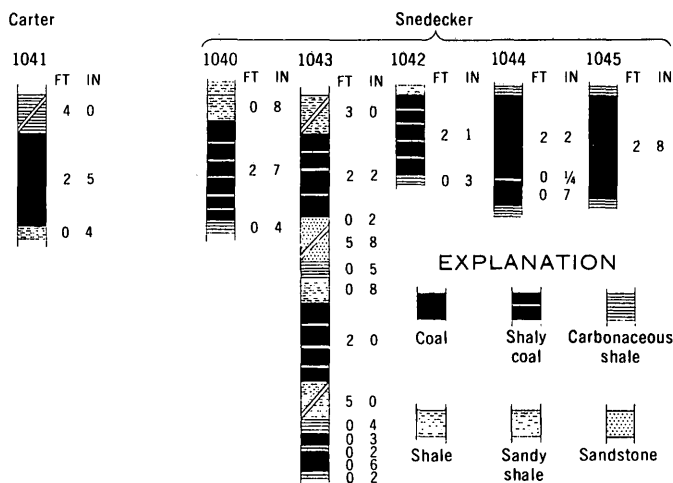 Carter
Snedecker
1041
1040
1043
1042
1044
1045
FT IN
FT IN
FT IN
FT IN
FT IN
FT IN
4 0
2 5
0 4
0 8
2 7
0 4
3 0
2 2
0 2
5 8
0 5
0 8
2 0
5 0
0 4
0 3
0 2
0 6
0 2
2 1
0 3
2 2
0 ¼
0 7
2 8
EXPLANATION
Coal
Shaly
coal
Carbonaceous
shale
Shale
Sandy
shale
Sandstone